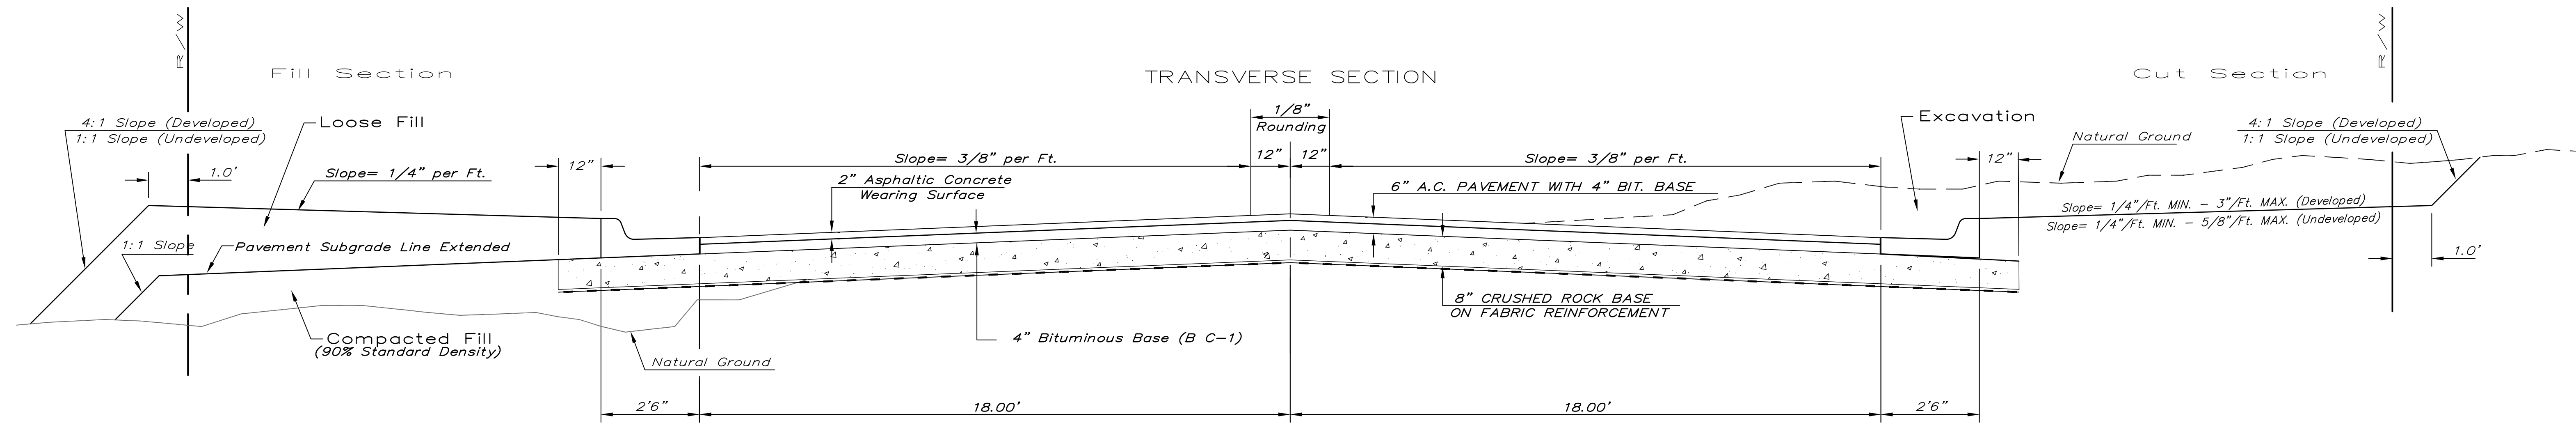 R/W
Fill Section
TRANSVERSE SECTION
Cut Section
R/W
4:1 Slope (Developed)
1:1 Slope (Undeveloped)
Loose Fill
1/8"
Rounding
Excavation
Natural Ground
4:1 Slope (Developed)
1:1 Slope (Undeveloped)
12"
Slope= 3/8" per Ft.
12"
12"
Slope= 3/8" per Ft.
12"
1.0'
Slope= 1/4" per Ft.
2" Asphaltic Concrete
Wearing Surface
6" A.C. PAVEMENT WITH 4" BIT. BASE
Slope= 1/4"/Ft. MIN. - 3"/Ft. MAX. (Developed)
Slope= 1/4"/Ft. MIN. - 5/8"/Ft. MAX. (Undeveloped)
1:1 Slope
Pavement Subgrade Line Extended
1.0'
8" CRUSHED ROCK BASE
ON FABRIC REINFORCEMENT
Compacted Fill
(90% Standard Density)
4" Bituminous Base (B C-1)
Natural Ground
2'6"
18.00'
18.00'
2'6"